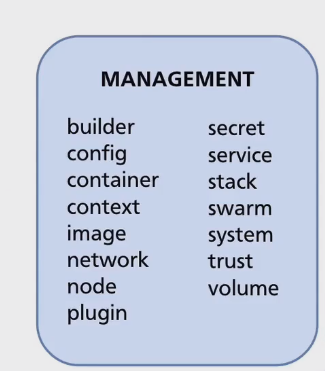 MANAGEMENT
builder
config
container
context
image
network
node
plugin
secret
service
stack
swarm
system
trust
volume